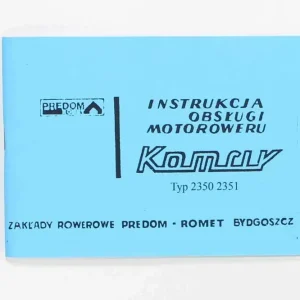 PREDOM
INSTRUKCJA
OBSŁUGI
MOTOROWERU
Komar
Typ 2350 2351
ZAKŁADY ROWEROWE PREDOM - ROMET BYDGOSZCZ